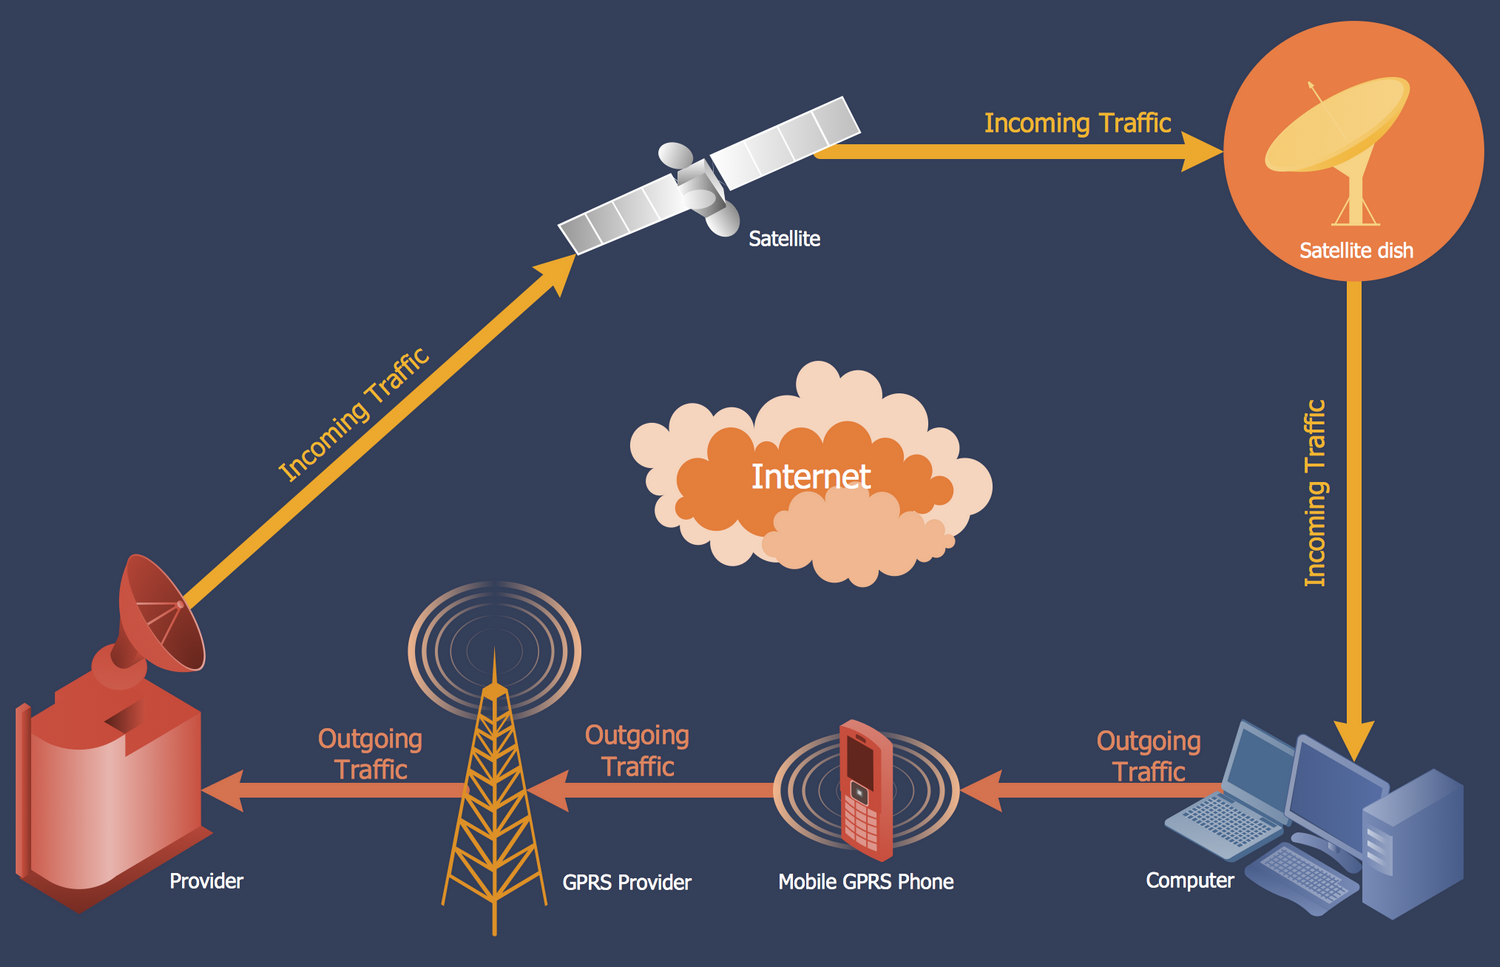 Incoming Traffic
Satellite
Satellite dish
Incoming Traffic
Incoming Traffic
Internet
Outgoing
Traffic
Outgoing
Traffic
Outgoing
Traffic
Provider
GPRS Provider
Mobile GPRS Phone
Computer